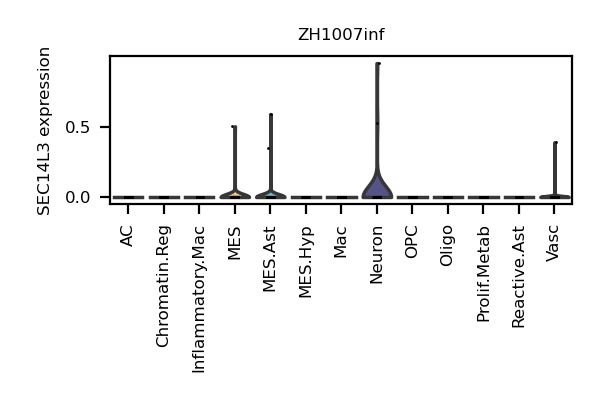 ZH1007inf
SEC14L3 expression
0.5
0.0
AC
Chromatin.Reg
Inflammatory.Mac
MES
MES.Ast
MES.Hyp
Mac
Neuron
OPC
Oligo
Prolif.Metab
Reactive.Ast
Vasc